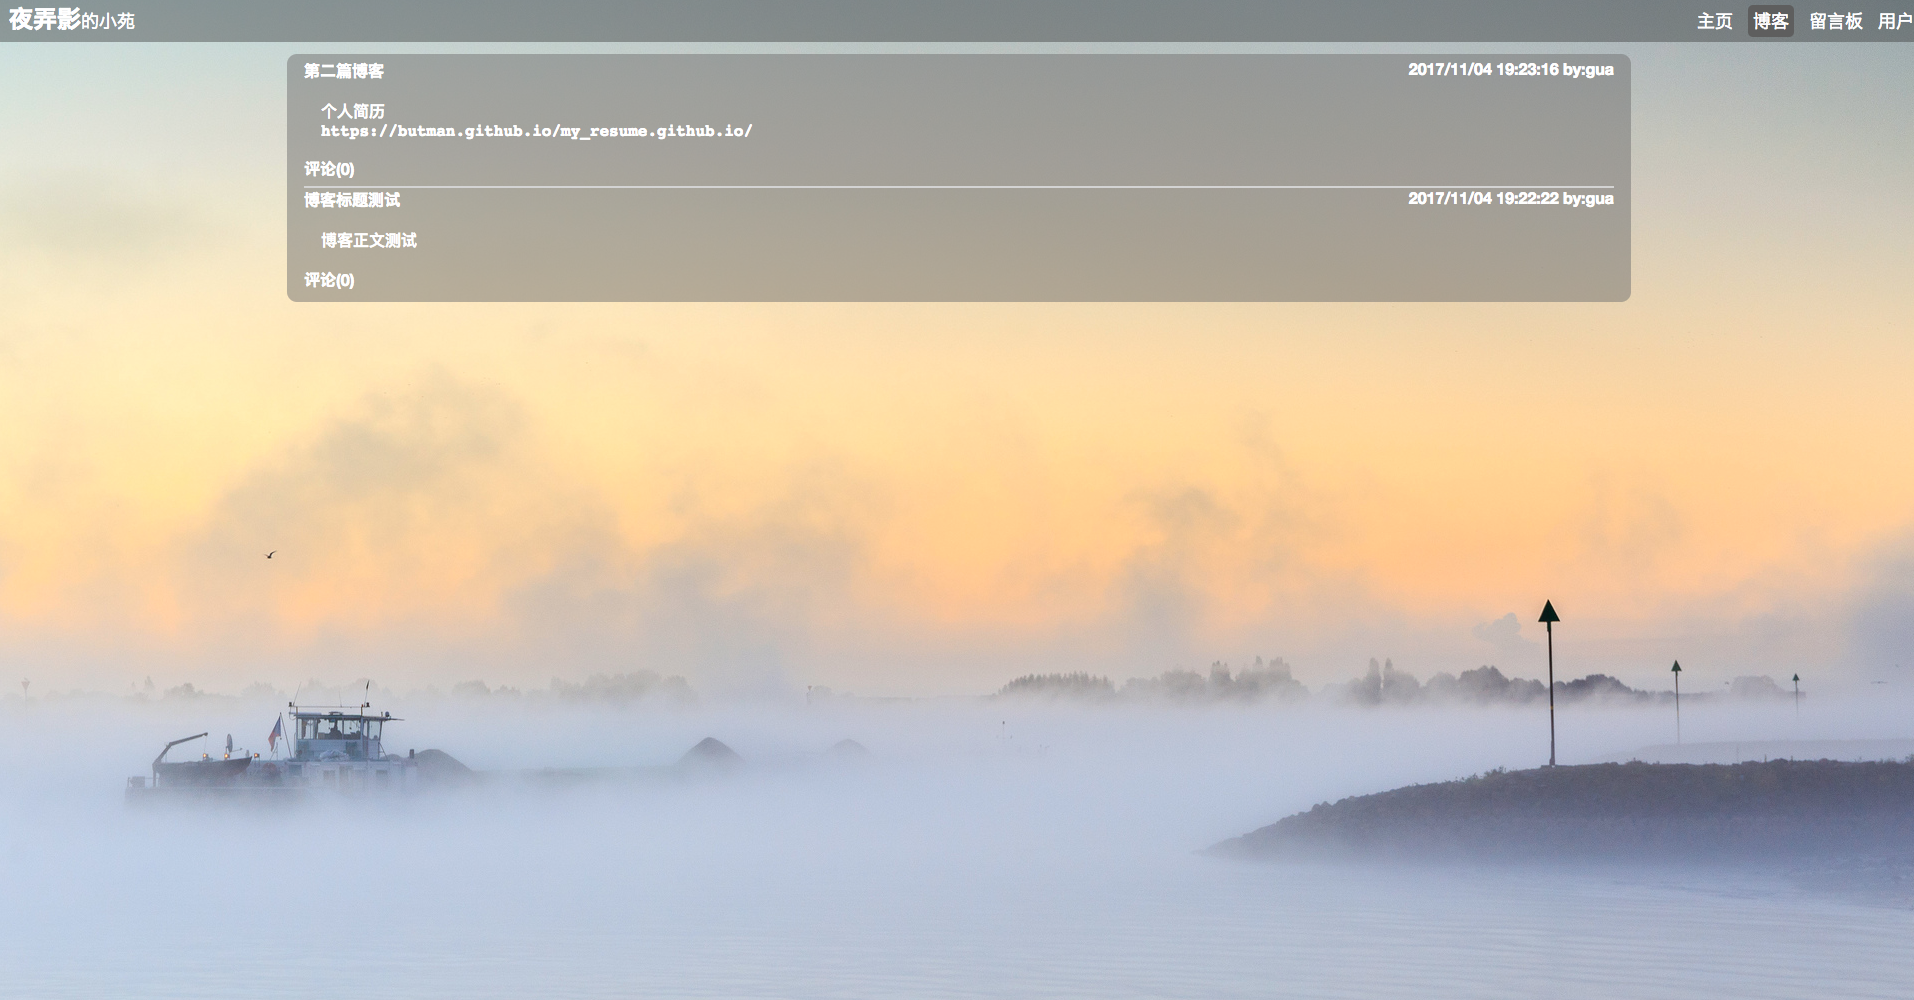 夜弄影的小苑
主页 博客 留言板 用户
第二篇博客 2017/11/04 19:23:16 by:gua
个人简历
https://butman.github.io/my_resume.github.io/
评论(0)
博客标题测试 2017/11/04 19:22:22 by:gua
博客正文测试
评论(0)